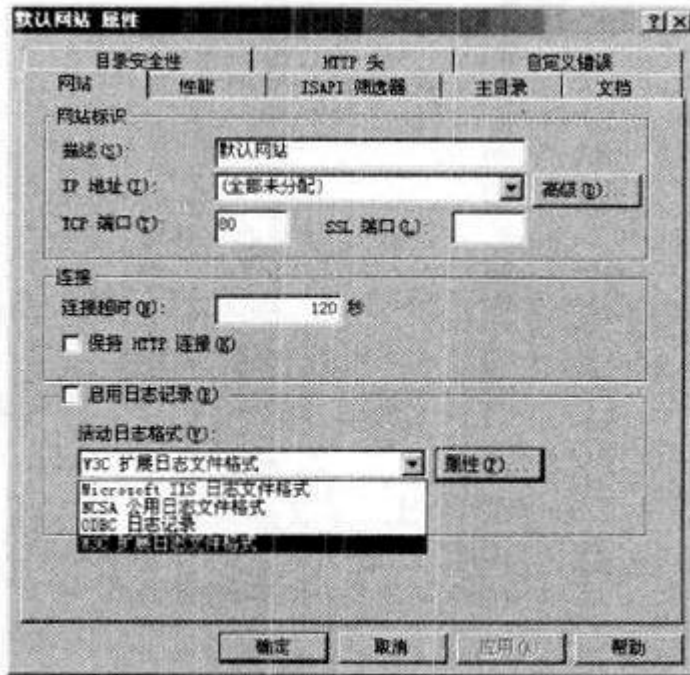 默认网站 属性
目录安全性 HTTP 头 自定义错误
网站 性能 ISAPI 筛选器 主目录 文档
网站标识
描述(S): 默认网站
IP 地址(I): (全部未分配) 高级(D)...
TCP 端口(T): 80 SSL 端口(L):
连接
连接超时(N): 120 秒
保持 HTTP 连接(K)
启用日志记录(E)
活动日志格式(V):
W3C 扩展日志文件格式 属性(P)...
Microsoft IIS 日志文件格式
NCSA 公用日志文件格式
ODBC 日志记录
W3C 扩展日志文件格式
确定 取消 应用(A) 帮助